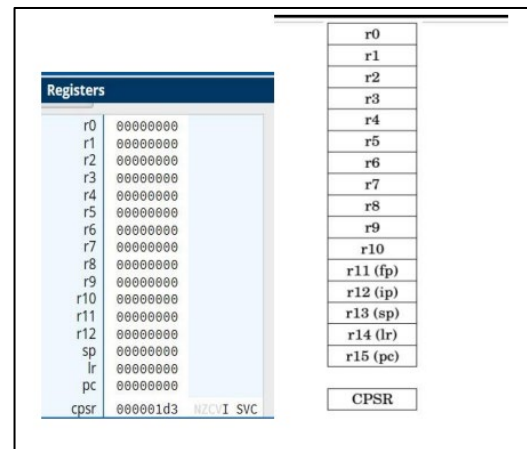 Registers
r0 00000000
r1 00000000
r2 00000000
r3 00000000
r4 00000000
r5 00000000
r6 00000000
r7 00000000
r8 00000000
r9 00000000
r10 00000000
r11 00000000
r12 00000000
sp 00000000
lr 00000000
pc 00000000
cpsr 000001d3 NZCVI SVC
r0
r1
r2
r3
r4
r5
r6
r7
r8
r9
r10
r11 (fp)
r12 (ip)
r13 (sp)
r14 (lr)
r15 (pc)
CPSR